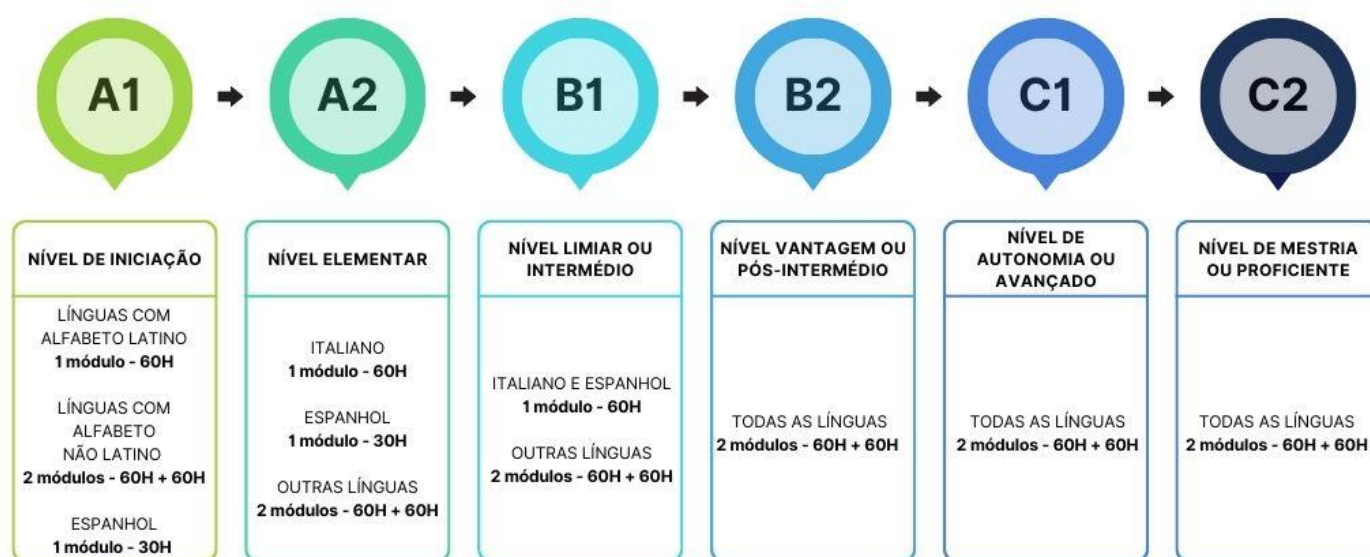 A1
A2
B1
B2
C1
C2
NÍVEL DE INICIAÇÃO
LÍNGUAS COM
ALFABETO LATINO
1 módulo - 60H
LÍNGUAS COM
ALFABETO
NÃO LATINO
2 módulos - 60H + 60H
ESPANHOL
1 módulo - 30H
NÍVEL ELEMENTAR
ITALIANO
1 módulo - 60H
ESPANHOL
1 módulo - 30H
OUTRAS LÍNGUAS
2 módulos - 60H + 60H
NÍVEL LIMIAR OU
INTERMÉDIO
ITALIANO E ESPANHOL
1 módulo - 60H
OUTRAS LÍNGUAS
2 módulos - 60H + 60H
NÍVEL VANTAGEM OU
PÓS-INTERMÉDIO
TODAS AS LÍNGUAS
2 módulos - 60H + 60H
NÍVEL DE
AUTONOMIA OU
AVANÇADO
TODAS AS LÍNGUAS
2 módulos - 60H + 60H
NÍVEL DE MESTRIA
OU PROFICIENTE
TODAS AS LÍNGUAS
2 módulos - 60H + 60H